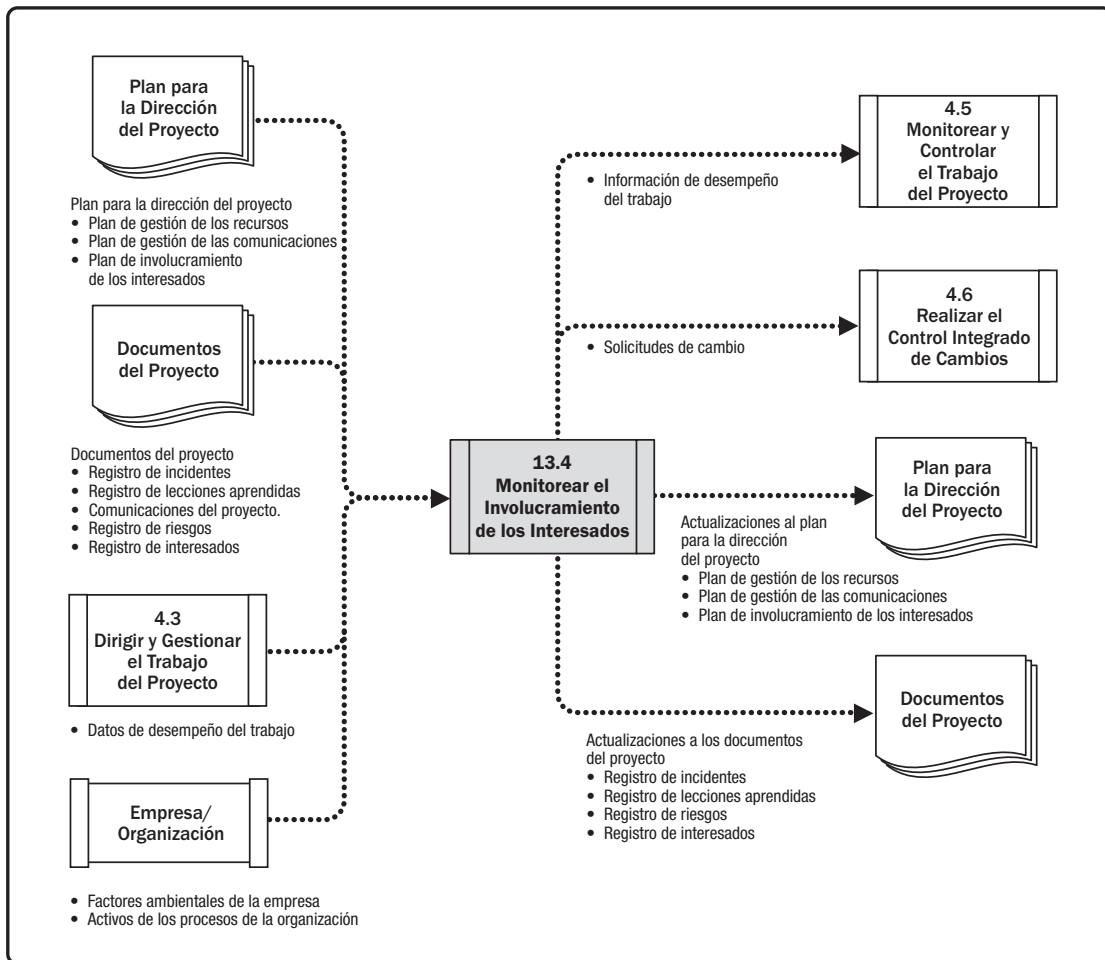 Plan para
la Dirección
del Proyecto
Plan para la dirección del proyecto
• Plan de gestión de los recursos
• Plan de gestión de las comunicaciones
• Plan de involucramiento
de los interesados
Documentos
del Proyecto
Documentos del proyecto
• Registro de incidentes
• Registro de lecciones aprendidas
• Comunicaciones del proyecto.
• Registro de riesgos
• Registro de interesados
4.3
Dirigir y Gestionar
el Trabajo
del Proyecto
• Datos de desempeño del trabajo
Empresa/
Organización
• Factores ambientales de la empresa
• Activos de los procesos de la organización
13.4
Monitorear el
Involucramiento
de los Interesados
• Información de desempeño
del trabajo
4.5
Monitorear y
Controlar
el Trabajo
del Proyecto
• Solicitudes de cambio
4.6
Realizar el
Control Integrado
de Cambios
Actualizaciones al plan
para la dirección
del proyecto
• Plan de gestión de los recursos
• Plan de gestión de las comunicaciones
• Plan de involucramiento de los interesados
Plan para
la Dirección
del Proyecto
Actualizaciones a los documentos
del proyecto
• Registro de incidentes
• Registro de lecciones aprendidas
• Registro de riesgos
• Registro de interesados
Documentos
del Proyecto